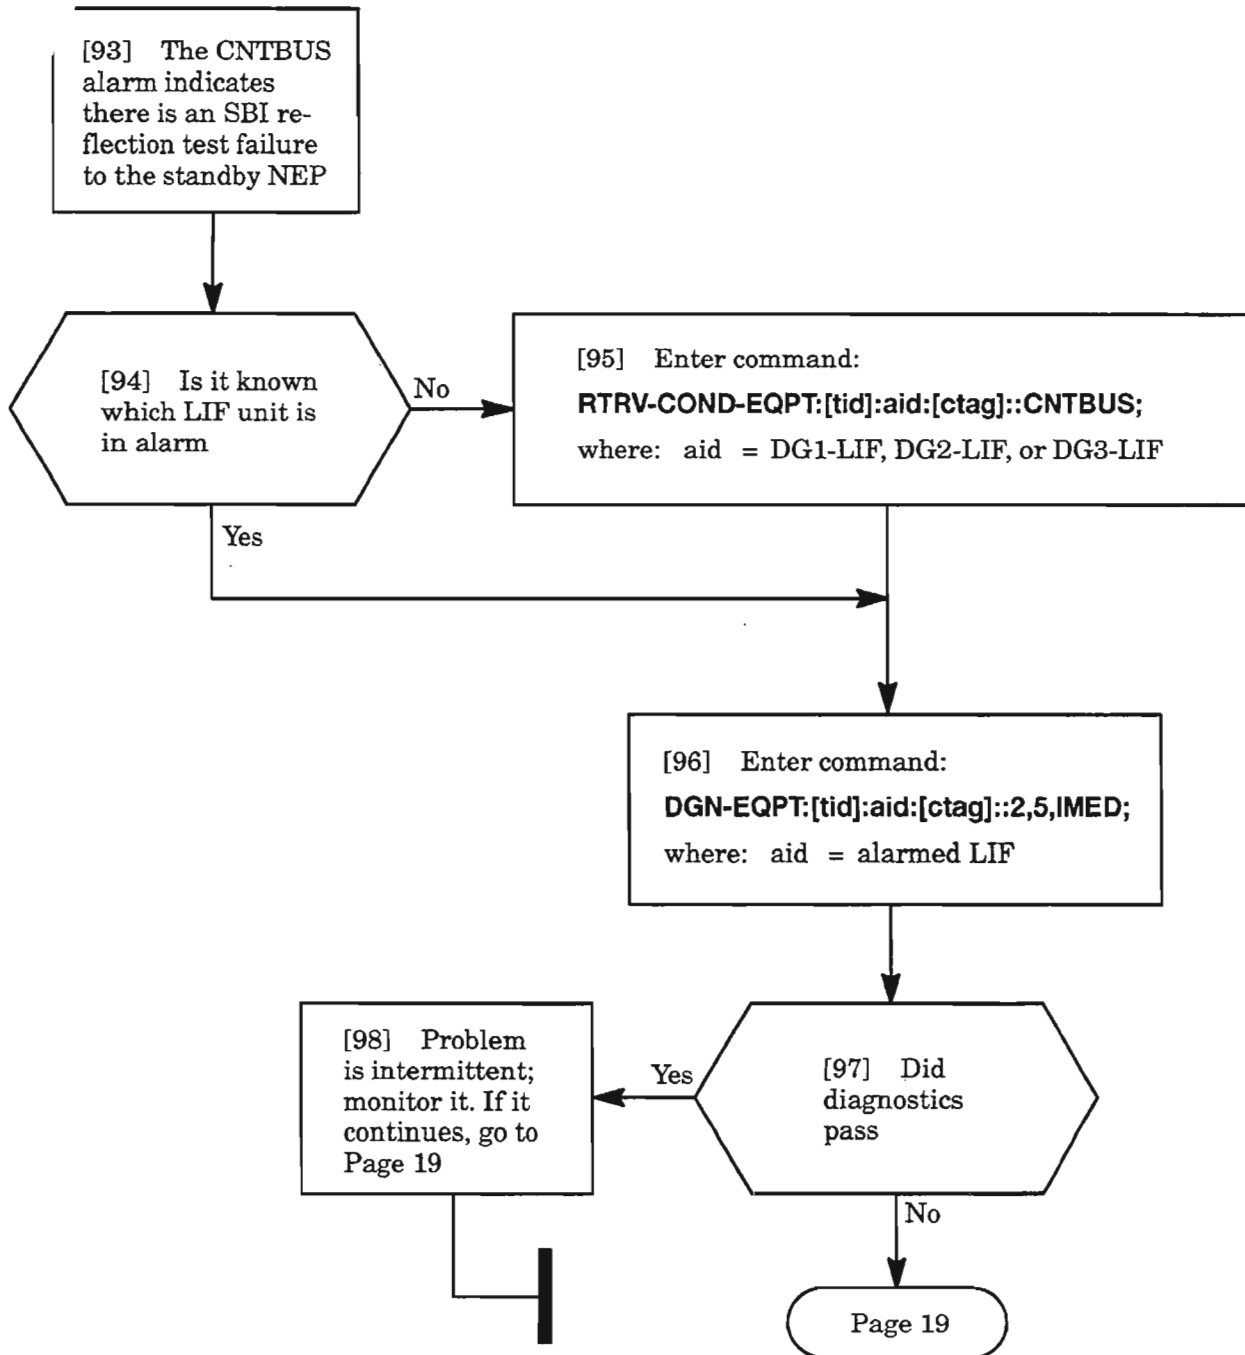 [93] The CNTBUS
alarm indicates
there is an SBI re-
flection test failure
to the standby NEP
[94] Is it known
which LIF unit is
in alarm
No
[95] Enter command:
RTRV-COND-EQPT:[tid]:aid:[ctag]::CNTBUS;
where: aid = DG1-LIF, DG2-LIF, or DG3-LIF
Yes
[96] Enter command:
DGN-EQPT:[tid]:aid:[ctag]::2,5,IMED;
where: aid = alarmed LIF
[97] Did
diagnostics
pass
Yes
[98] Problem
is intermittent;
monitor it. If it
continues, go to
Page 19
No
Page 19